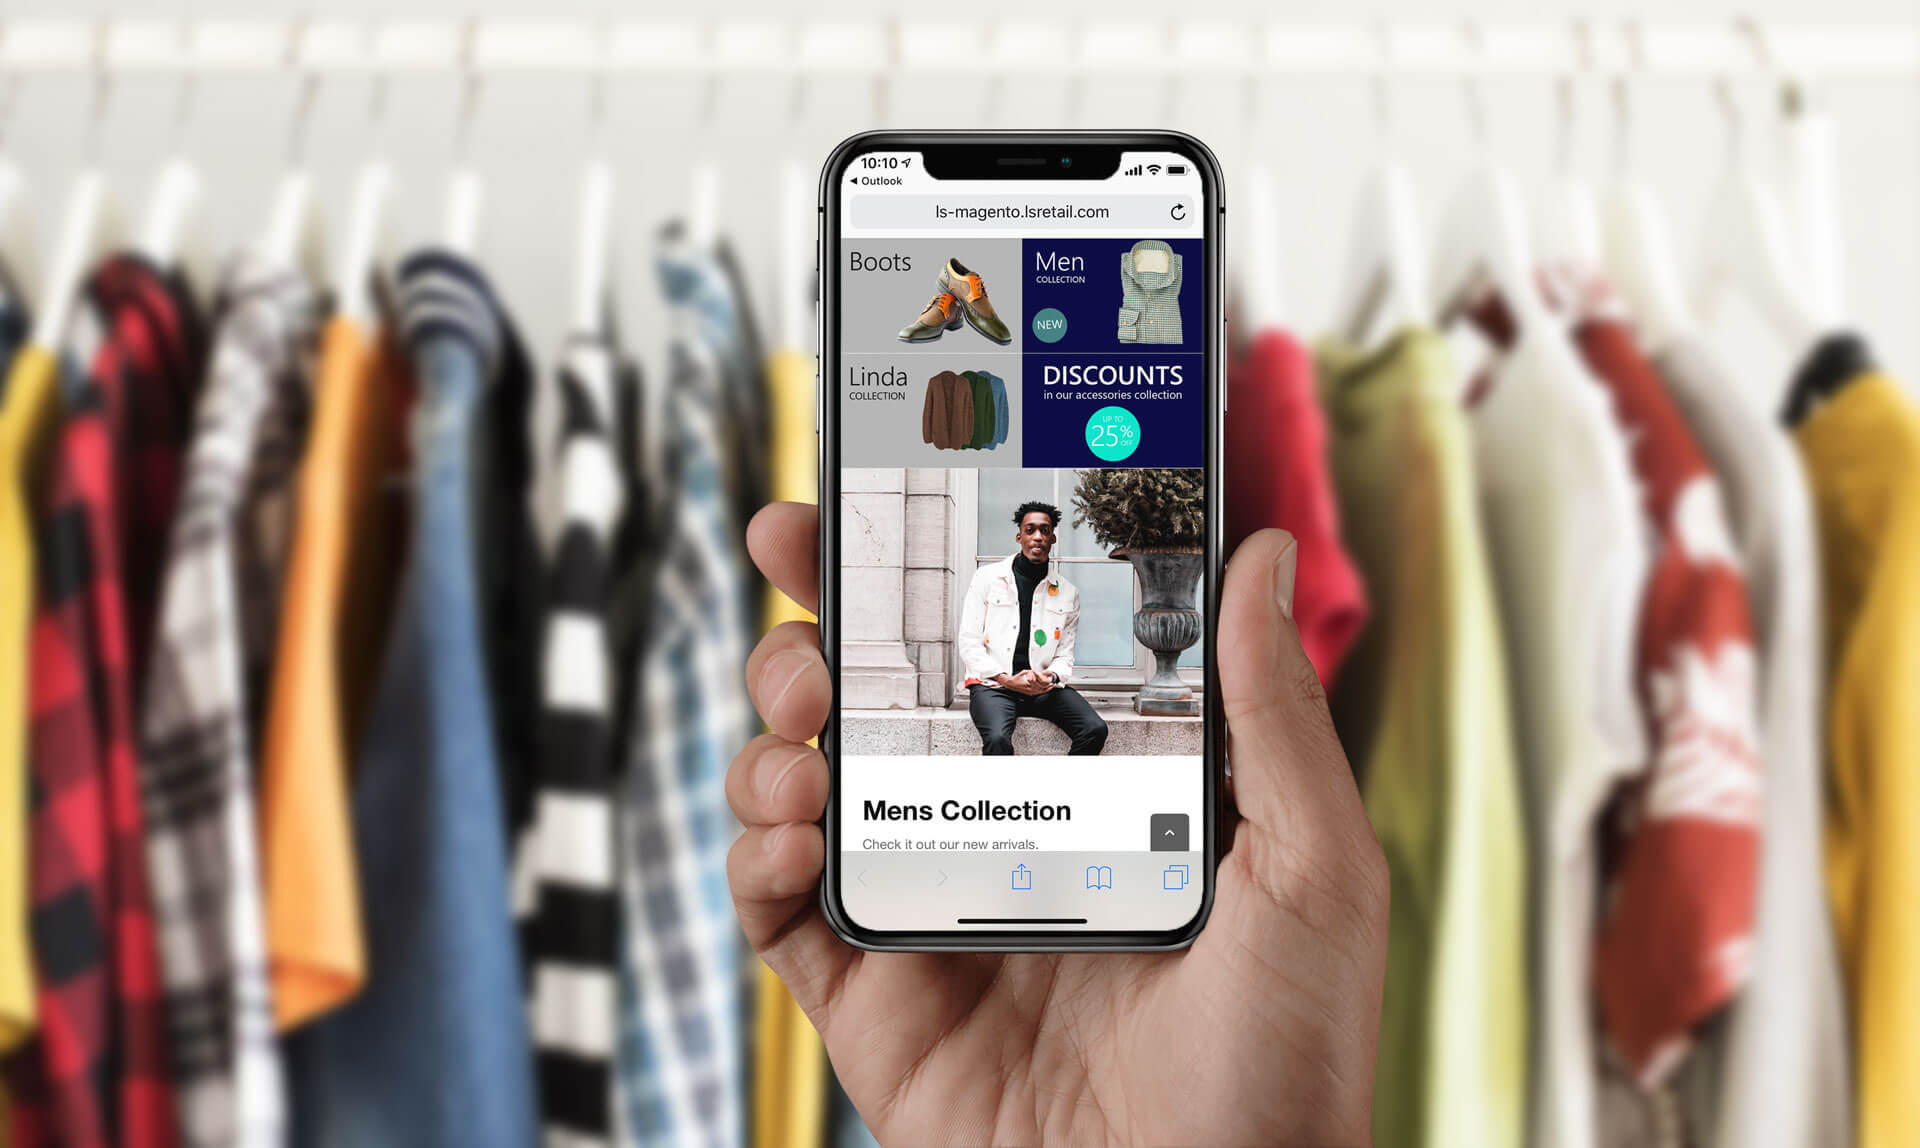 10:10
Outlook
ls-magento.lsretail.com
Boots
Men
COLLECTION
NEW
Linda
COLLECTION
DISCOUNTS
in our accessories collection
UP TO
25%
OFF
Mens Collection
Check it out our new arrivals.